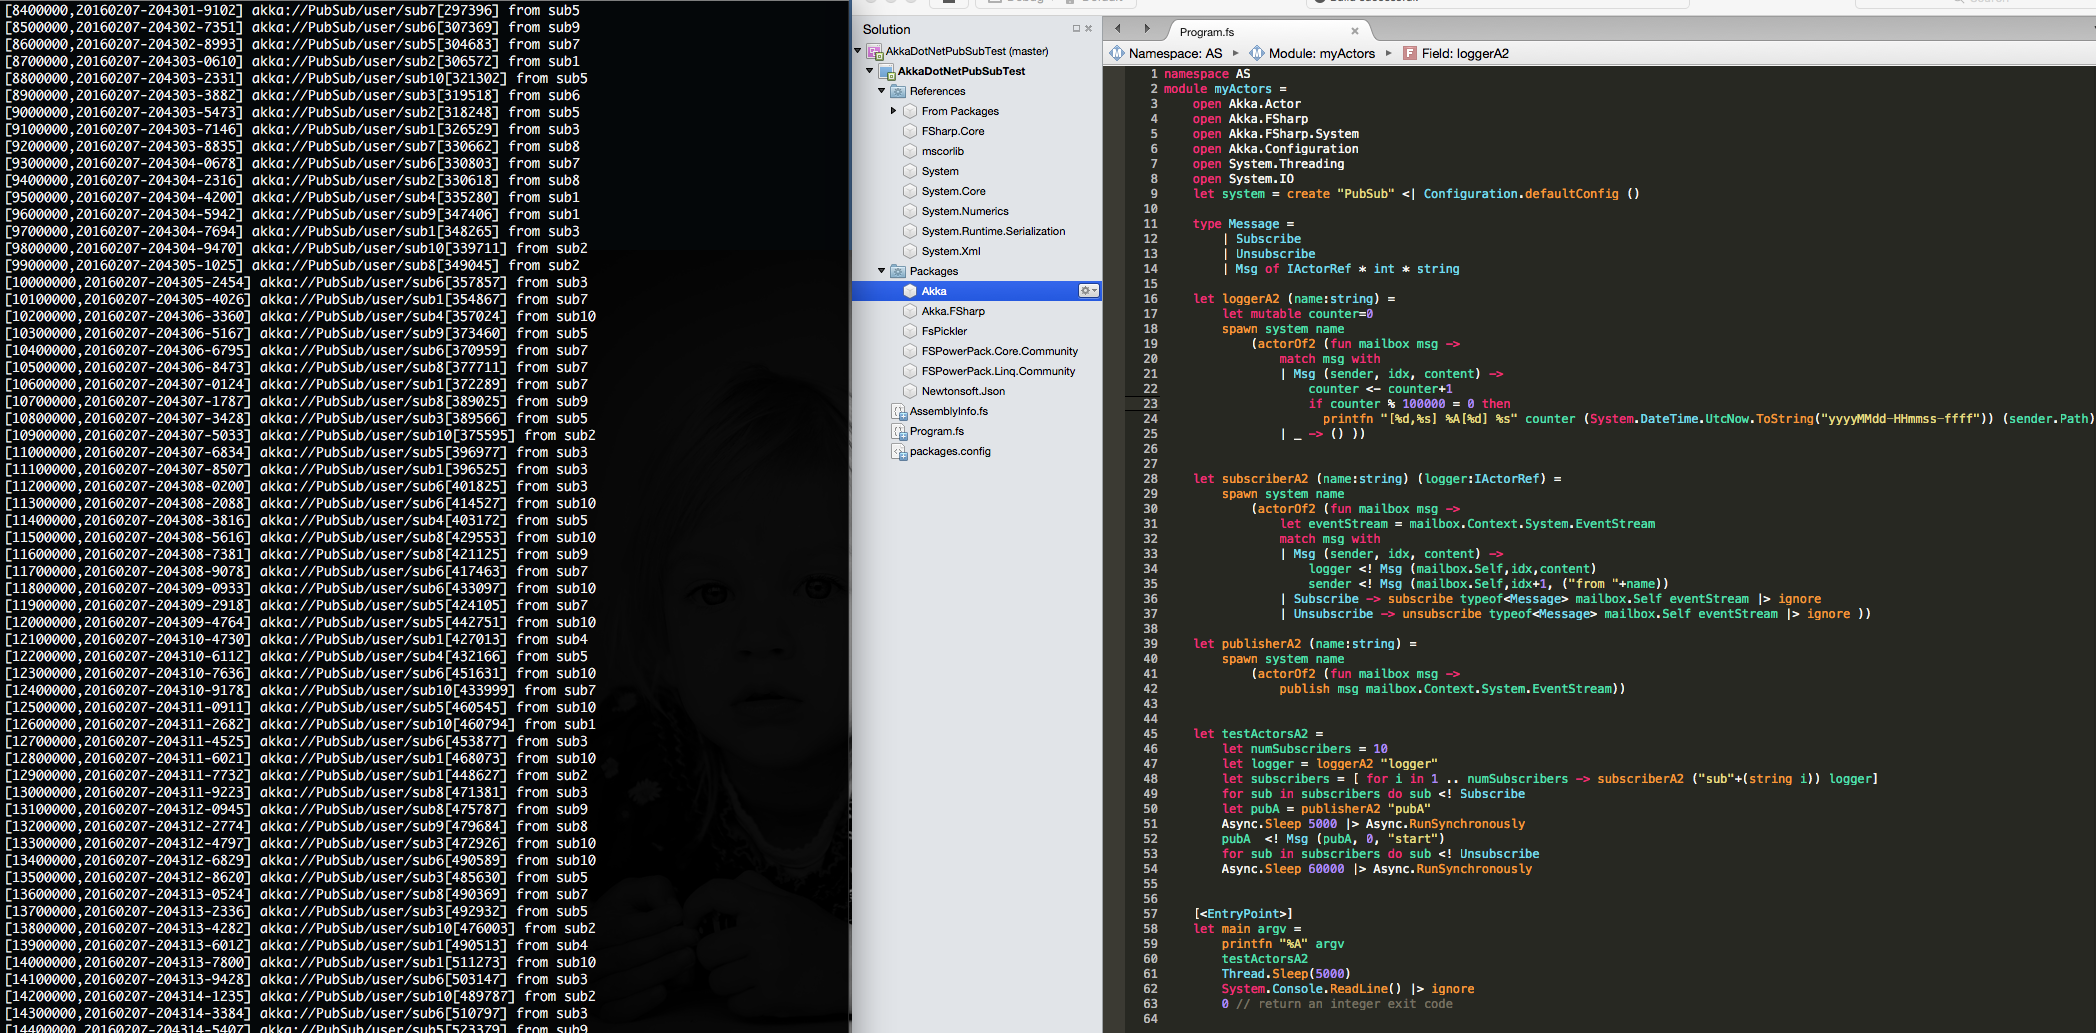 [8400000,20160207-204301-9102] akka://PubSub/user/sub7[297396] from sub5
[8500000,20160207-204302-7351] akka://PubSub/user/sub6[307369] from sub9
[8600000,20160207-204302-8993] akka://PubSub/user/sub5[304683] from sub7
[8700000,20160207-204303-0610] akka://PubSub/user/sub2[306572] from sub1
[8800000,20160207-204303-2331] akka://PubSub/user/sub10[321302] from sub5
[8900000,20160207-204303-3882] akka://PubSub/user/sub3[319518] from sub6
[9000000,20160207-204303-5473] akka://PubSub/user/sub2[318248] from sub5
[9100000,20160207-204303-7146] akka://PubSub/user/sub1[326529] from sub3
[9200000,20160207-204303-8835] akka://PubSub/user/sub7[330662] from sub8
[9300000,20160207-204304-0678] akka://PubSub/user/sub6[330803] from sub7
[9400000,20160207-204304-2316] akka://PubSub/user/sub2[330618] from sub8
[9500000,20160207-204304-4200] akka://PubSub/user/sub4[335280] from sub1
[9600000,20160207-204304-5942] akka://PubSub/user/sub9[347406] from sub1
[9700000,20160207-204304-7694] akka://PubSub/user/sub1[348265] from sub3
[9800000,20160207-204304-9470] akka://PubSub/user/sub10[339711] from sub2
[9900000,20160207-204305-1025] akka://PubSub/user/sub8[349045] from sub2
[10000000,20160207-204305-2454] akka://PubSub/user/sub6[357857] from sub3
[10100000,20160207-204305-4026] akka://PubSub/user/sub1[354867] from sub7
[10200000,20160207-204306-3360] akka://PubSub/user/sub4[357024] from sub10
[10300000,20160207-204306-5167] akka://PubSub/user/sub9[373460] from sub5
[10400000,20160207-204306-6795] akka://PubSub/user/sub6[370959] from sub7
[10500000,20160207-204306-8473] akka://PubSub/user/sub8[377711] from sub7
[10600000,20160207-204307-0124] akka://PubSub/user/sub1[372289] from sub7
[10700000,20160207-204307-1787] akka://PubSub/user/sub8[389025] from sub9
[10800000,20160207-204307-3428] akka://PubSub/user/sub3[389566] from sub5
[10900000,20160207-204307-5033] akka://PubSub/user/sub10[375595] from sub2
[11000000,20160207-204307-6834] akka://PubSub/user/sub5[396977] from sub3
[11100000,20160207-204307-8507] akka://PubSub/user/sub1[396525] from sub3
[11200000,20160207-204308-0200] akka://PubSub/user/sub6[401825] from sub3
[11300000,20160207-204308-2088] akka://PubSub/user/sub6[414527] from sub10
[11400000,20160207-204308-3816] akka://PubSub/user/sub4[403172] from sub5
[11500000,20160207-204308-5616] akka://PubSub/user/sub8[429553] from sub10
[11600000,20160207-204308-7381] akka://PubSub/user/sub8[421125] from sub9
[11700000,20160207-204308-9078] akka://PubSub/user/sub6[417463] from sub7
[11800000,20160207-204309-0933] akka://PubSub/user/sub6[433097] from sub10
[11900000,20160207-204309-2918] akka://PubSub/user/sub5[424105] from sub7
[12000000,20160207-204309-4764] akka://PubSub/user/sub5[442751] from sub10
[12100000,20160207-204310-4730] akka://PubSub/user/sub1[427013] from sub4
[12200000,20160207-204310-6112] akka://PubSub/user/sub4[432166] from sub5
[12300000,20160207-204310-7636] akka://PubSub/user/sub6[451631] from sub10
[12400000,20160207-204310-9178] akka://PubSub/user/sub10[433999] from sub7
[12500000,20160207-204311-0911] akka://PubSub/user/sub5[460545] from sub10
[12600000,20160207-204311-2682] akka://PubSub/user/sub10[460794] from sub1
[12700000,20160207-204311-4525] akka://PubSub/user/sub6[453877] from sub3
[12800000,20160207-204311-6021] akka://PubSub/user/sub1[468073] from sub10
[12900000,20160207-204311-7732] akka://PubSub/user/sub1[448627] from sub2
[13000000,20160207-204311-9223] akka://PubSub/user/sub8[471381] from sub3
[13100000,20160207-204312-0945] akka://PubSub/user/sub8[475787] from sub9
[13200000,20160207-204312-2774] akka://PubSub/user/sub9[479684] from sub8
[13300000,20160207-204312-4797] akka://PubSub/user/sub3[472926] from sub10
[13400000,20160207-204312-6829] akka://PubSub/user/sub6[490589] from sub10
[13500000,20160207-204312-8620] akka://PubSub/user/sub3[485630] from sub5
[13600000,20160207-204313-0524] akka://PubSub/user/sub8[490369] from sub7
[13700000,20160207-204313-2336] akka://PubSub/user/sub3[492932] from sub5
[13800000,20160207-204313-4282] akka://PubSub/user/sub10[476003] from sub2
[13900000,20160207-204313-6012] akka://PubSub/user/sub1[490513] from sub4
[14000000,20160207-204313-7800] akka://PubSub/user/sub1[511273] from sub10
[14100000,20160207-204313-9428] akka://PubSub/user/sub6[503147] from sub3
[14200000,20160207-204314-1235] akka://PubSub/user/sub10[489787] from sub2
[14300000,20160207-204314-3384] akka://PubSub/user/sub6[510797] from sub3
[14400000,20160207-204314-5407] akka://PubSub/user/sub5[523379] from sub9
Solution
AkkaDotNetPubSubTest (master)
AkkaDotNetPubSubTest
References
From Packages
FSharp.Core
mscorlib
System
System.Core
System.Numerics
System.Runtime.Serialization
System.Xml
Packages
Akka
Akka.FSharp
FsPickler
FSPowerPack.Core.Community
FSPowerPack.Linq.Community
Newtonsoft.Json
AssemblyInfo.fs
Program.fs
packages.config
Program.fs
Namespace: AS
Module: myActors
F Field: loggerA2
1 namespace AS
2 module myActors =
3 open Akka.Actor
4 open Akka.FSharp
5 open Akka.FSharp.System
6 open Akka.Configuration
7 open System.Threading
8 open System.IO
9 let system = create "PubSub" <| Configuration.defaultConfig ()
10
11 type Message =
12 | Subscribe
13 | Unsubscribe
14 | Msg of IActorRef * int * string
15
16 let loggerA2 (name:string) =
17 let mutable counter=0
18 spawn system name
19 (actorOf2 (fun mailbox msg ->
20 match msg with
21 | Msg (sender, idx, content) ->
22 counter <- counter+1
23 if counter % 100000 = 0 then
24 printfn "[%d,%s] %A[%d] %s" counter (System.DateTime.UtcNow.ToString("yyyyMMdd-HHmmss-ffff")) (sender.Path)
25 | _ -> () ))
26
27
28 let subscriberA2 (name:string) (logger:IActorRef) =
29 spawn system name
30 (actorOf2 (fun mailbox msg ->
31 let eventStream = mailbox.Context.System.EventStream
32 match msg with
33 | Msg (sender, idx, content) ->
34 logger <! Msg (mailbox.Self,idx,content)
35 sender <! Msg (mailbox.Self,idx+1, ("from "+name))
36 | Subscribe -> subscribe typeof<Message> mailbox.Self eventStream |> ignore
37 | Unsubscribe -> unsubscribe typeof<Message> mailbox.Self eventStream |> ignore ))
38
39 let publisherA2 (name:string) =
40 spawn system name
41 (actorOf2 (fun mailbox msg ->
42 publish msg mailbox.Context.System.EventStream))
43
44
45 let testActorsA2 =
46 let numSubscribers = 10
47 let logger = loggerA2 "logger"
48 let subscribers = [ for i in 1 .. numSubscribers -> subscriberA2 ("sub"+(string i)) logger]
49 for sub in subscribers do sub <! Subscribe
50 let pubA = publisherA2 "pubA"
51 Async.Sleep 5000 |> Async.RunSynchronously
52 pubA  <! Msg (pubA, 0, "start")
53 for sub in subscribers do sub <! Unsubscribe
54 Async.Sleep 60000 |> Async.RunSynchronously
55
56
57 [<EntryPoint>]
58 let main argv =
59 printfn "%A" argv
60 testActorsA2
61 Thread.Sleep(5000)
62 System.Console.ReadLine() |> ignore
63 0 // return an integer exit code
64